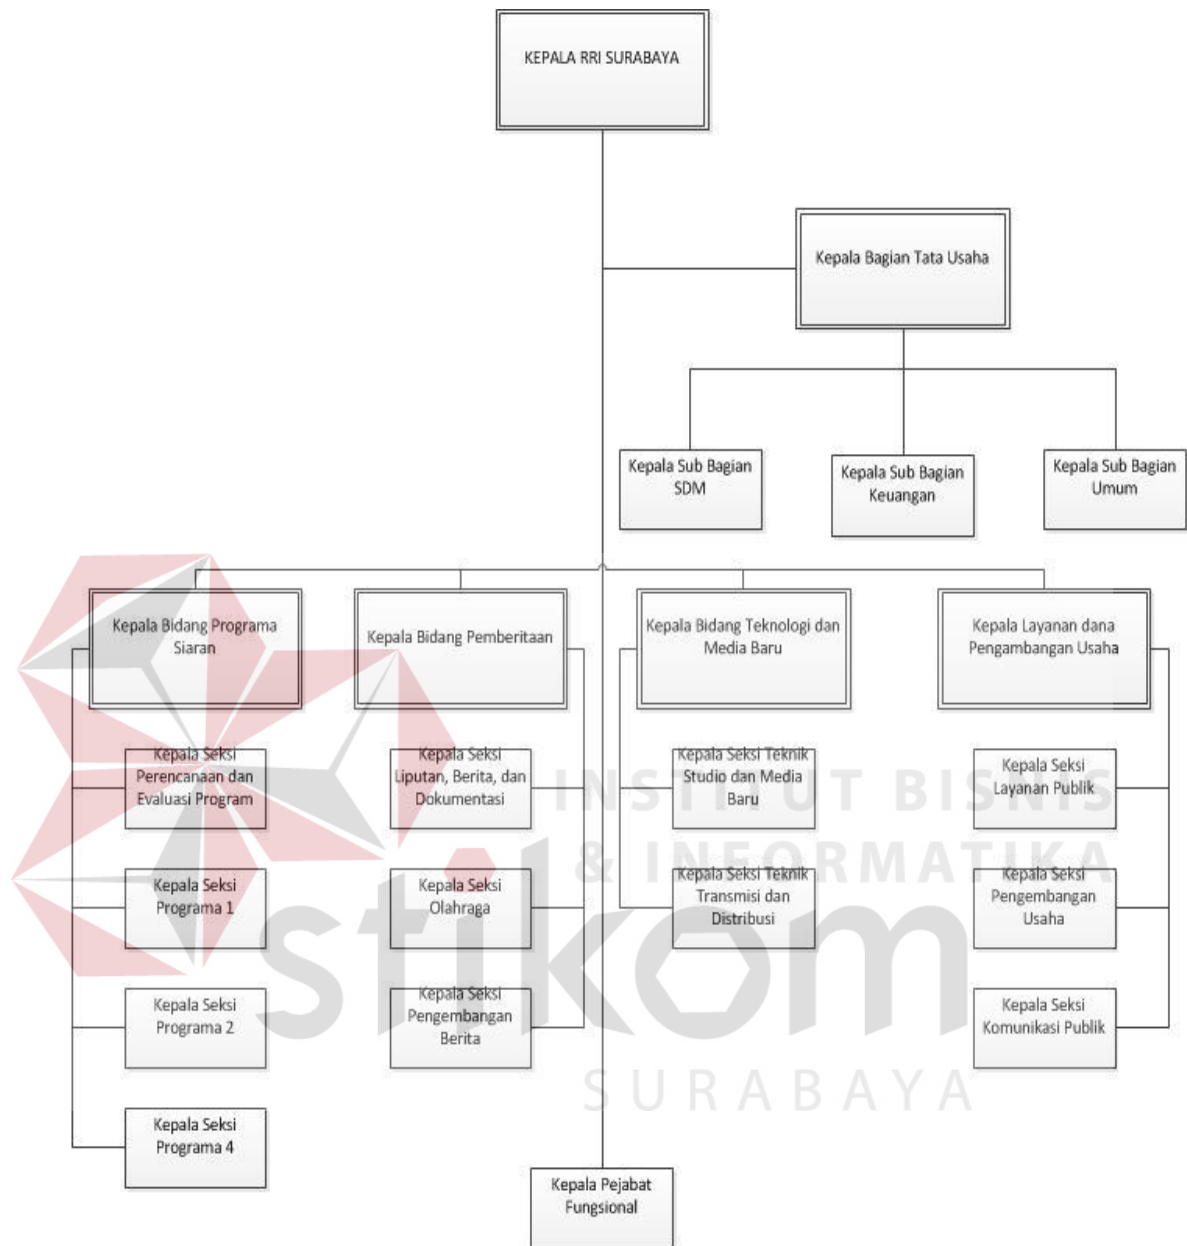 KEPALA RRI SURABAYA
Kepala Bagian Tata Usaha
Kepala Sub Bagian
SDM
Kepala Sub Bagian
Keuangan
Kepala Sub Bagian
Umum
Kepala Bidang Programa
Siaran
Kepala Bidang Pemberitaan
Kepala Bidang Teknologi dan
Media Baru
Kepala Layanan dana
Pengambangan Usaha
Kepala Seksi
Perencanaan dan
Evaluasi Program
Kepala Seksi
Liputan, Berita, dan
Dokumentasi
Kepala Seksi Teknik
Studio dan Media
Baru
Kepala Seksi
Layanan Publik
Kepala Seksi
Programa 1
Kepala Seksi
Olahraga
Kepala Seksi Teknik
Transmisi dan
Distribusi
Kepala Seksi
Pengembangan
Usaha
Kepala Seksi
Programa 2
Kepala Seksi
Pengembangan
Berita
Kepala Seksi
Komunikasi Publik
Kepala Seksi
Programa 4
Kepala Pejabat
Fungsional
INSTITUT BISNIS
& INFORMATIKA
stikom
SURABAYA